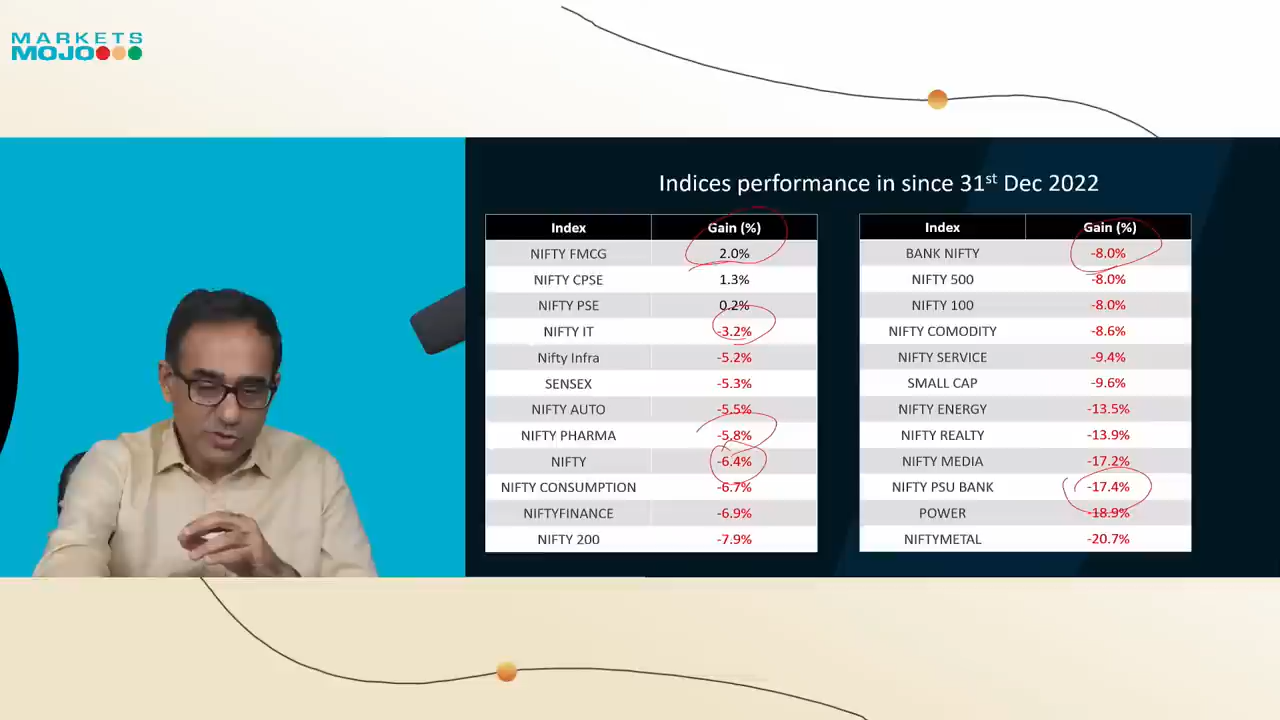 MARKETS
MOJO
Indices performance in since 31st Dec 2022
Index Gain (%)
NIFTY FMCG 2.0%
NIFTY CPSE 1.3%
NIFTY PSE 0.2%
NIFTY IT -3.2%
Nifty Infra -5.2%
SENSEX -5.3%
NIFTY AUTO -5.5%
NIFTY PHARMA -5.8%
NIFTY -6.4%
NIFTY CONSUMPTION -6.7%
NIFTYFINANCE -6.9%
NIFTY 200 -7.9%
Index Gain (%)
BANK NIFTY -8.0%
NIFTY 500 -8.0%
NIFTY 100 -8.0%
NIFTY COMODITY -8.6%
NIFTY SERVICE -9.4%
SMALL CAP -9.6%
NIFTY ENERGY -13.5%
NIFTY REALTY -13.9%
NIFTY MEDIA -17.2%
NIFTY PSU BANK -17.4%
POWER -18.9%
NIFTYMETAL -20.7%